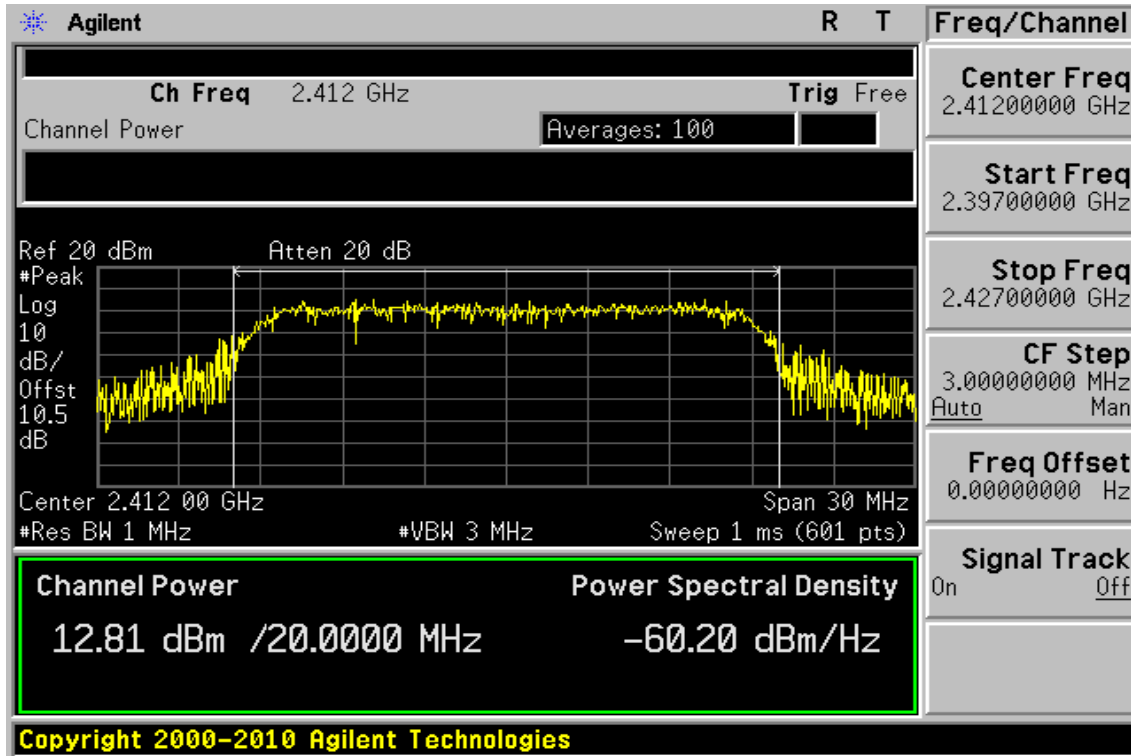 Agilent R T
Ch Freq 2.412 GHz Trig Free
Channel Power Averages: 100
Ref 20 dBm Atten 20 dB
#Peak
Log
10
dB/
Offst
10.5
dB
Center 2.412 00 GHz Span 30 MHz
#Res BW 1 MHz #VBW 3 MHz Sweep 1 ms (601 pts)
Channel Power Power Spectral Density
12.81 dBm /20.0000 MHz -60.20 dBm/Hz
Copyright 2000-2010 Agilent Technologies
Freq/Channel
Center Freq
2.41200000 GHz
Start Freq
2.39700000 GHz
Stop Freq
2.42700000 GHz
CF Step
3.00000000 MHz
Auto Man
Freq Offset
0.00000000 Hz
Signal Track
On Off